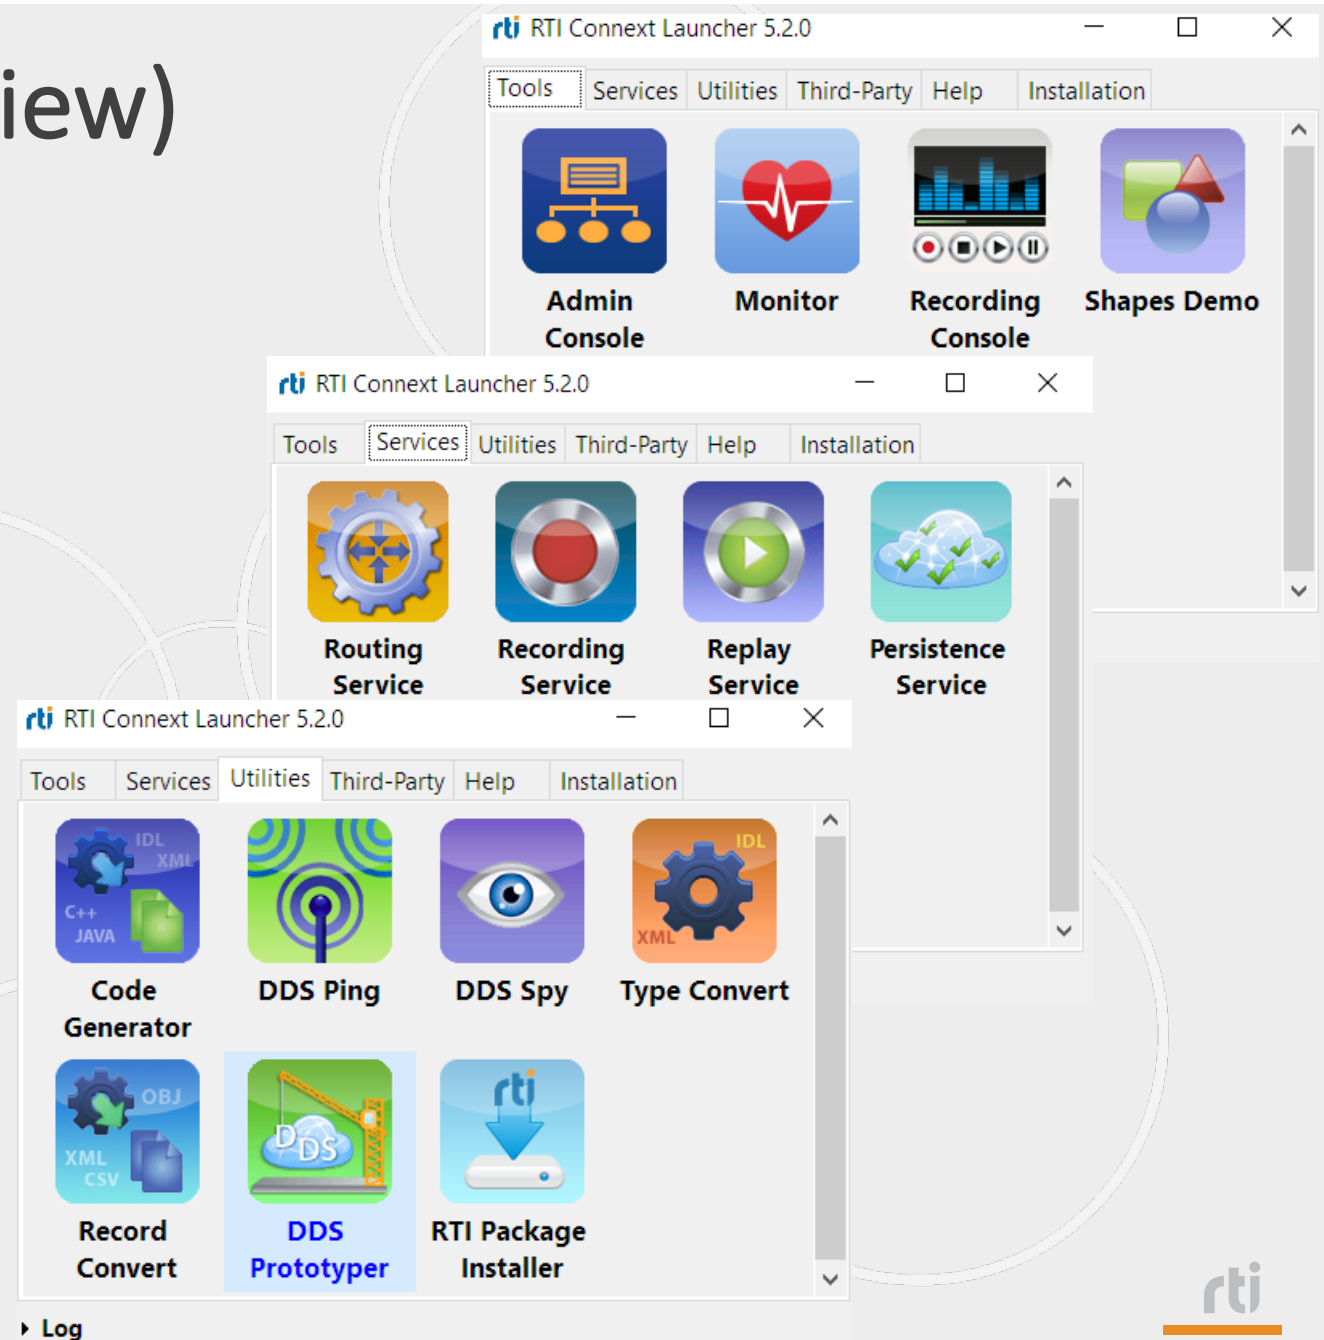 iew)
rti RTI Connext Launcher 5.2.0
Tools Services Utilities Third-Party Help Installation
Admin Console
Monitor
Recording Console
Shapes Demo
rti RTI Connext Launcher 5.2.0
Tools Services Utilities Third-Party Help Installation
Routing Service
Recording Service
Replay Service
Persistence Service
rti RTI Connext Launcher 5.2.0
Tools Services Utilities Third-Party Help Installation
IDL
XML
C++
JAVA
Code Generator
DDS Ping
DDS Spy
IDL
XML
Type Convert
OBJ
XML
CSV
Record Convert
DDS
DDS Prototyper
rti
RTI Package Installer
Log
rti